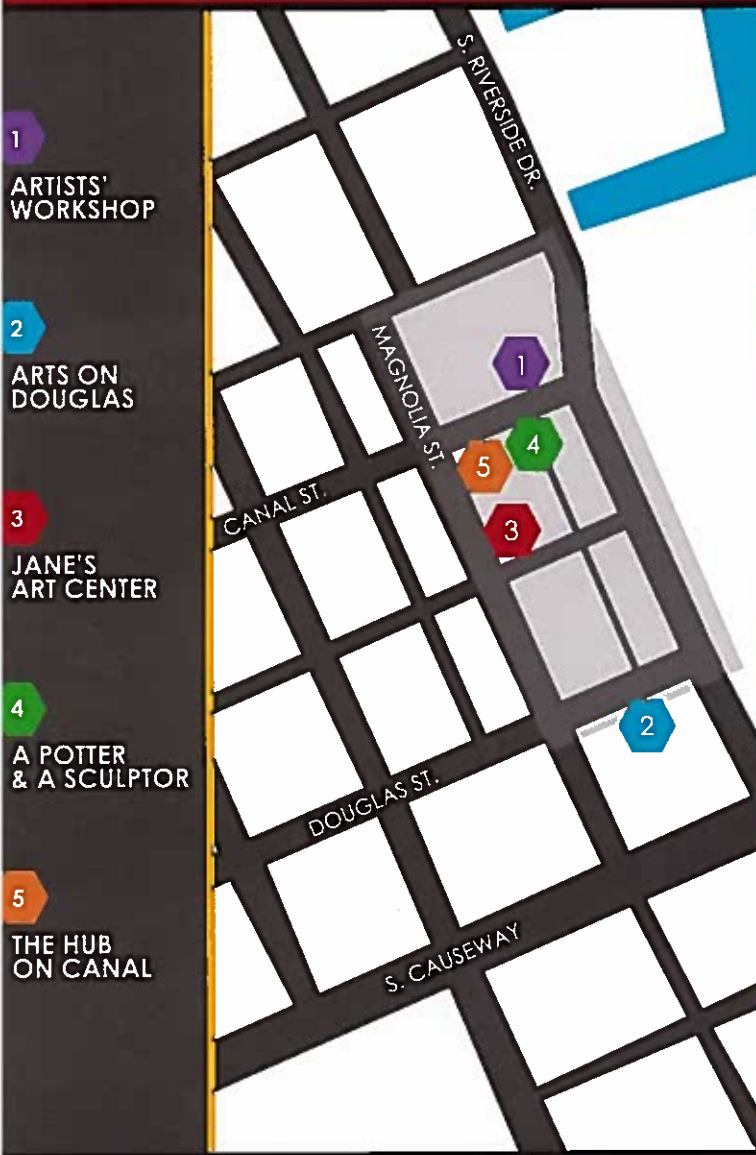 1
ARTISTS'
WORKSHOP
2
ARTS ON
DOUGLAS
3
JANE'S
ART CENTER
4
A POTTER
& A SCULPTOR
5
THE HUB
ON CANAL
S. RIVERSIDE DR.
MAGNOLIA ST.
1
4
5
CANAL ST.
3
2
DOUGLAS ST.
S. CAUSEWAY